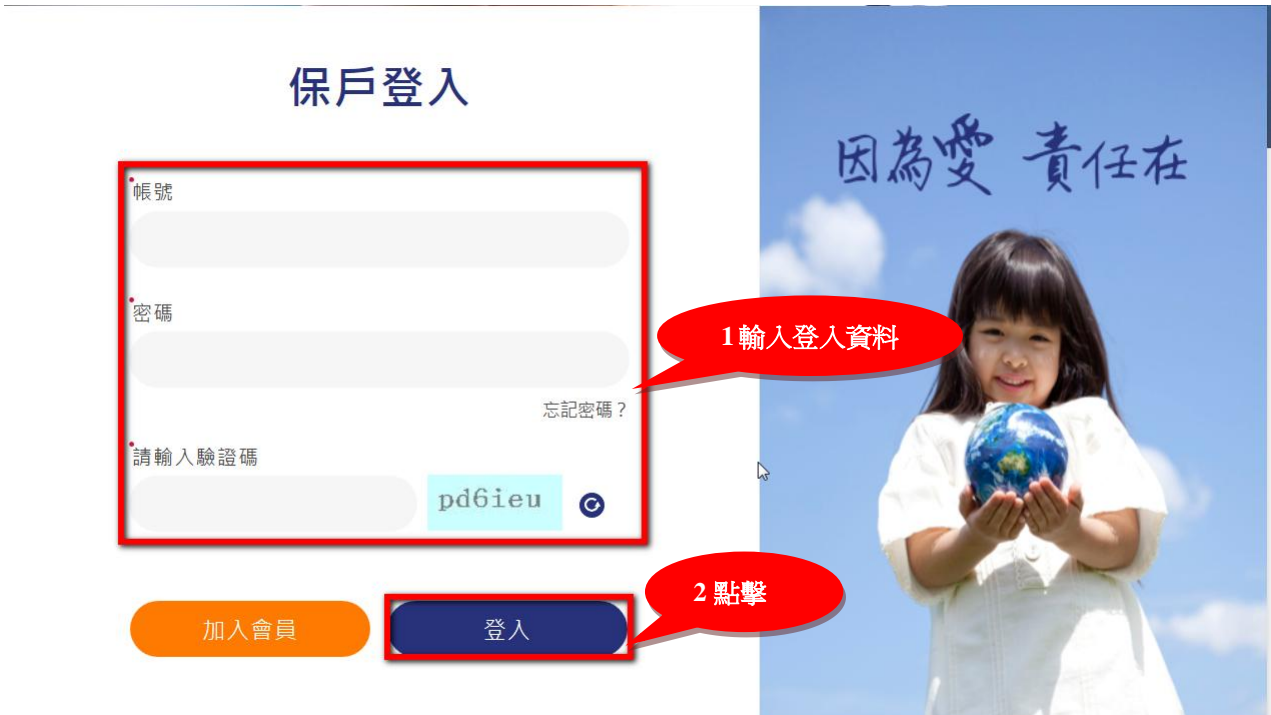 保戶登入
因為愛 責任在
帳號
密碼
1輸入登入資料
忘記密碼？
請輸入驗證碼
pd6ieu
2 點擊
加入會員
登入